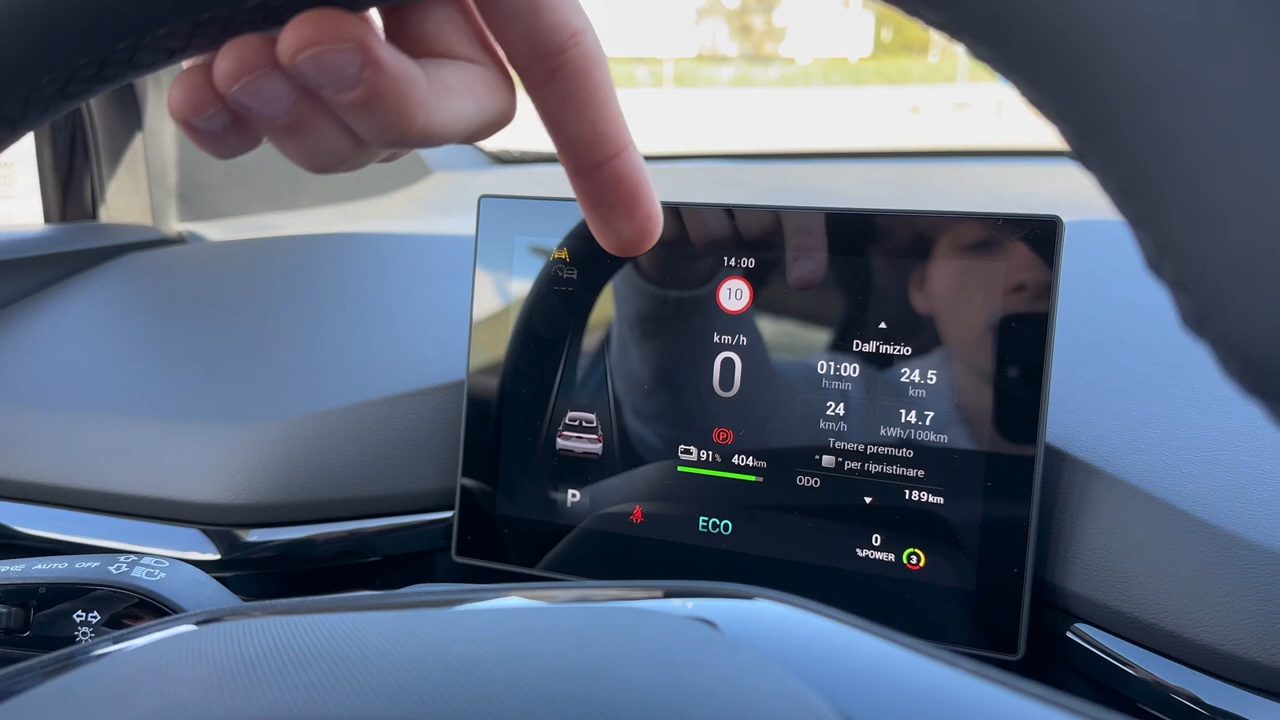 14:00
10
km/h
0
Dall'inizio
01:00 24.5
h:min km
24 14.7
km/h kWh/100km
Tenere premuto
" " per ripristinare
91% 404km
ODO 189km
P
ECO
0
%POWER 3
AUTO OFF